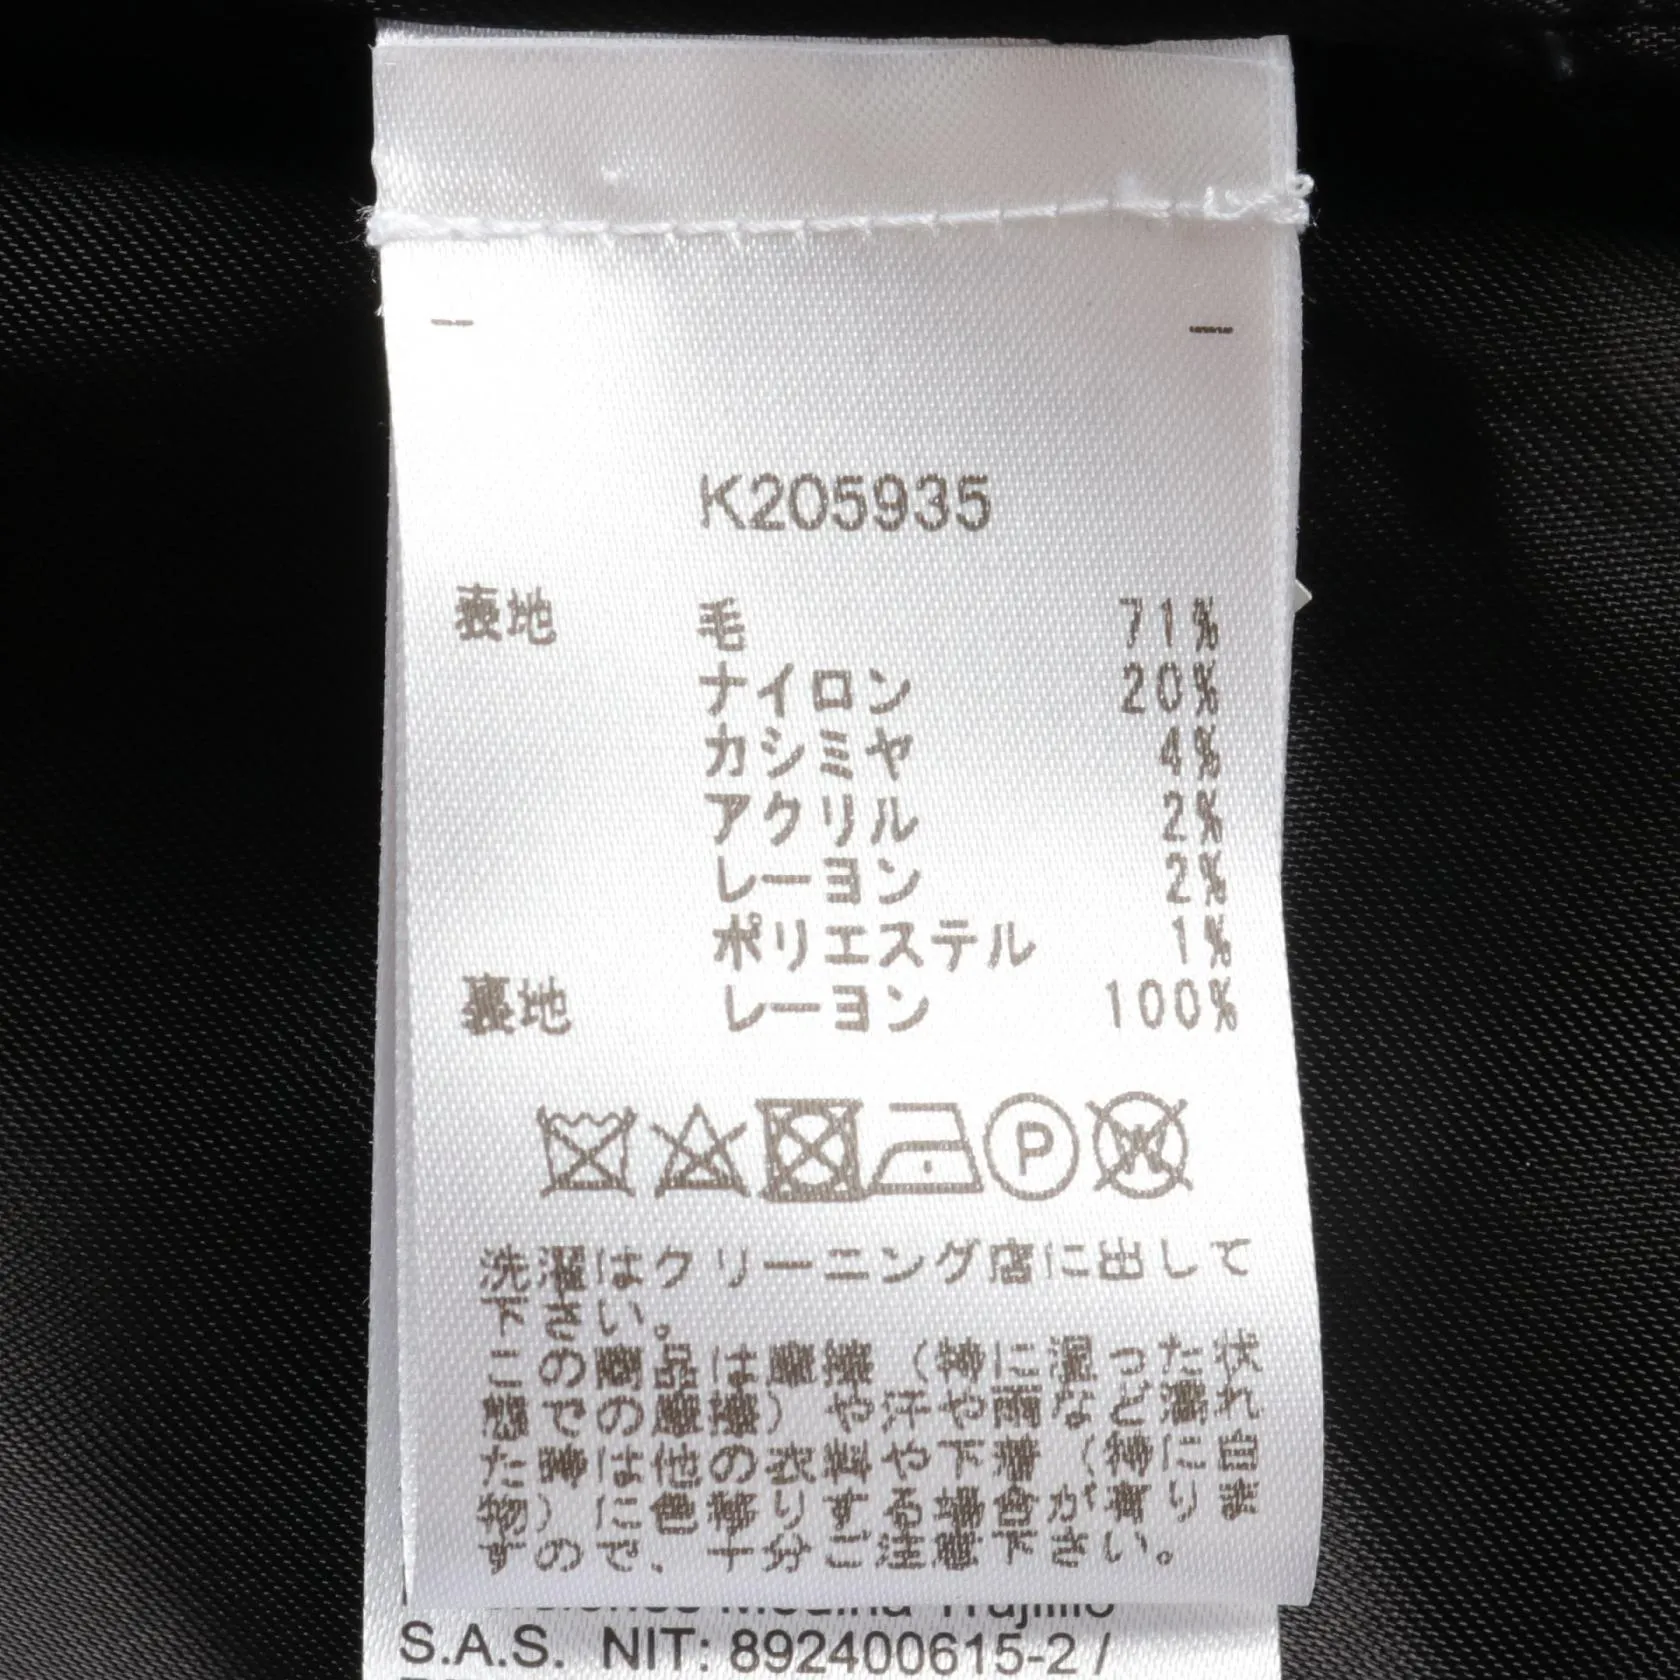 K205935
表地 毛 71%
ナイロン 20%
カシミヤ 4%
アクリル 2%
レーヨン 2%
ポリエステル 1%
裏地 レーヨン 100%
P W
洗濯はクリーニング店に出して
下さい。
この商品は摩擦（特に湿った状
態での摩擦）や汗や雨など濡れ
た時は他の衣料や下着（特に白
物）に色移りする場合が有りま
すので、十分ご注意下さい。
Trujillo
S.A.S. NIT: 892400615-2 /